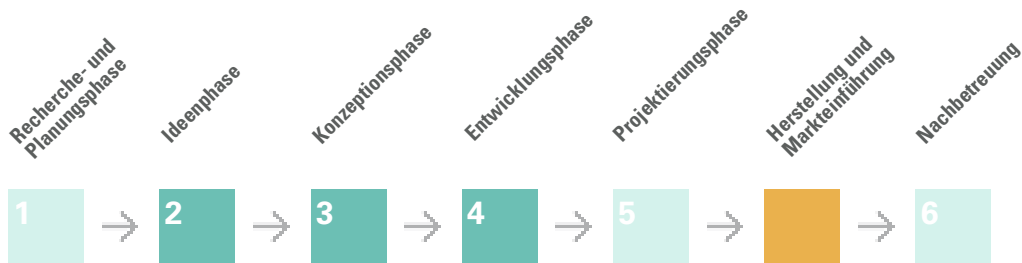 Recherche- und
Planungsphase
Ideenphase
Konzeptionsphase
Entwicklungsphase
Projektierungsphase
Herstellung und
Markteinführung
Nachbetreuung
1
2
3
4
5
6